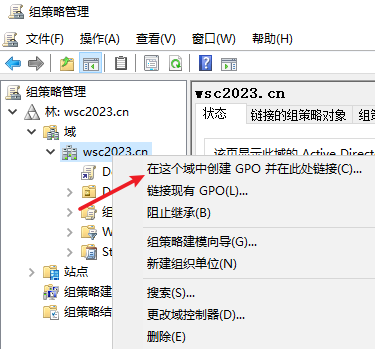 组策略管理
文件(F) 操作(A) 查看(V) 窗口(W) 帮助(H)
组策略管理
林: wsc2023.cn
域
wsc2023.cn
站点
组策略建
组策略结
wsc2023.cn
状态 链接的组策略对象
该页显示此域的 Active Direct
在这个域中创建 GPO 并在此处链接(C)...
链接现有 GPO(L)...
阻止继承(B)
组策略建模向导(G)...
新建组织单位(N)
搜索(S)...
更改域控制器(D)...
删除(E)